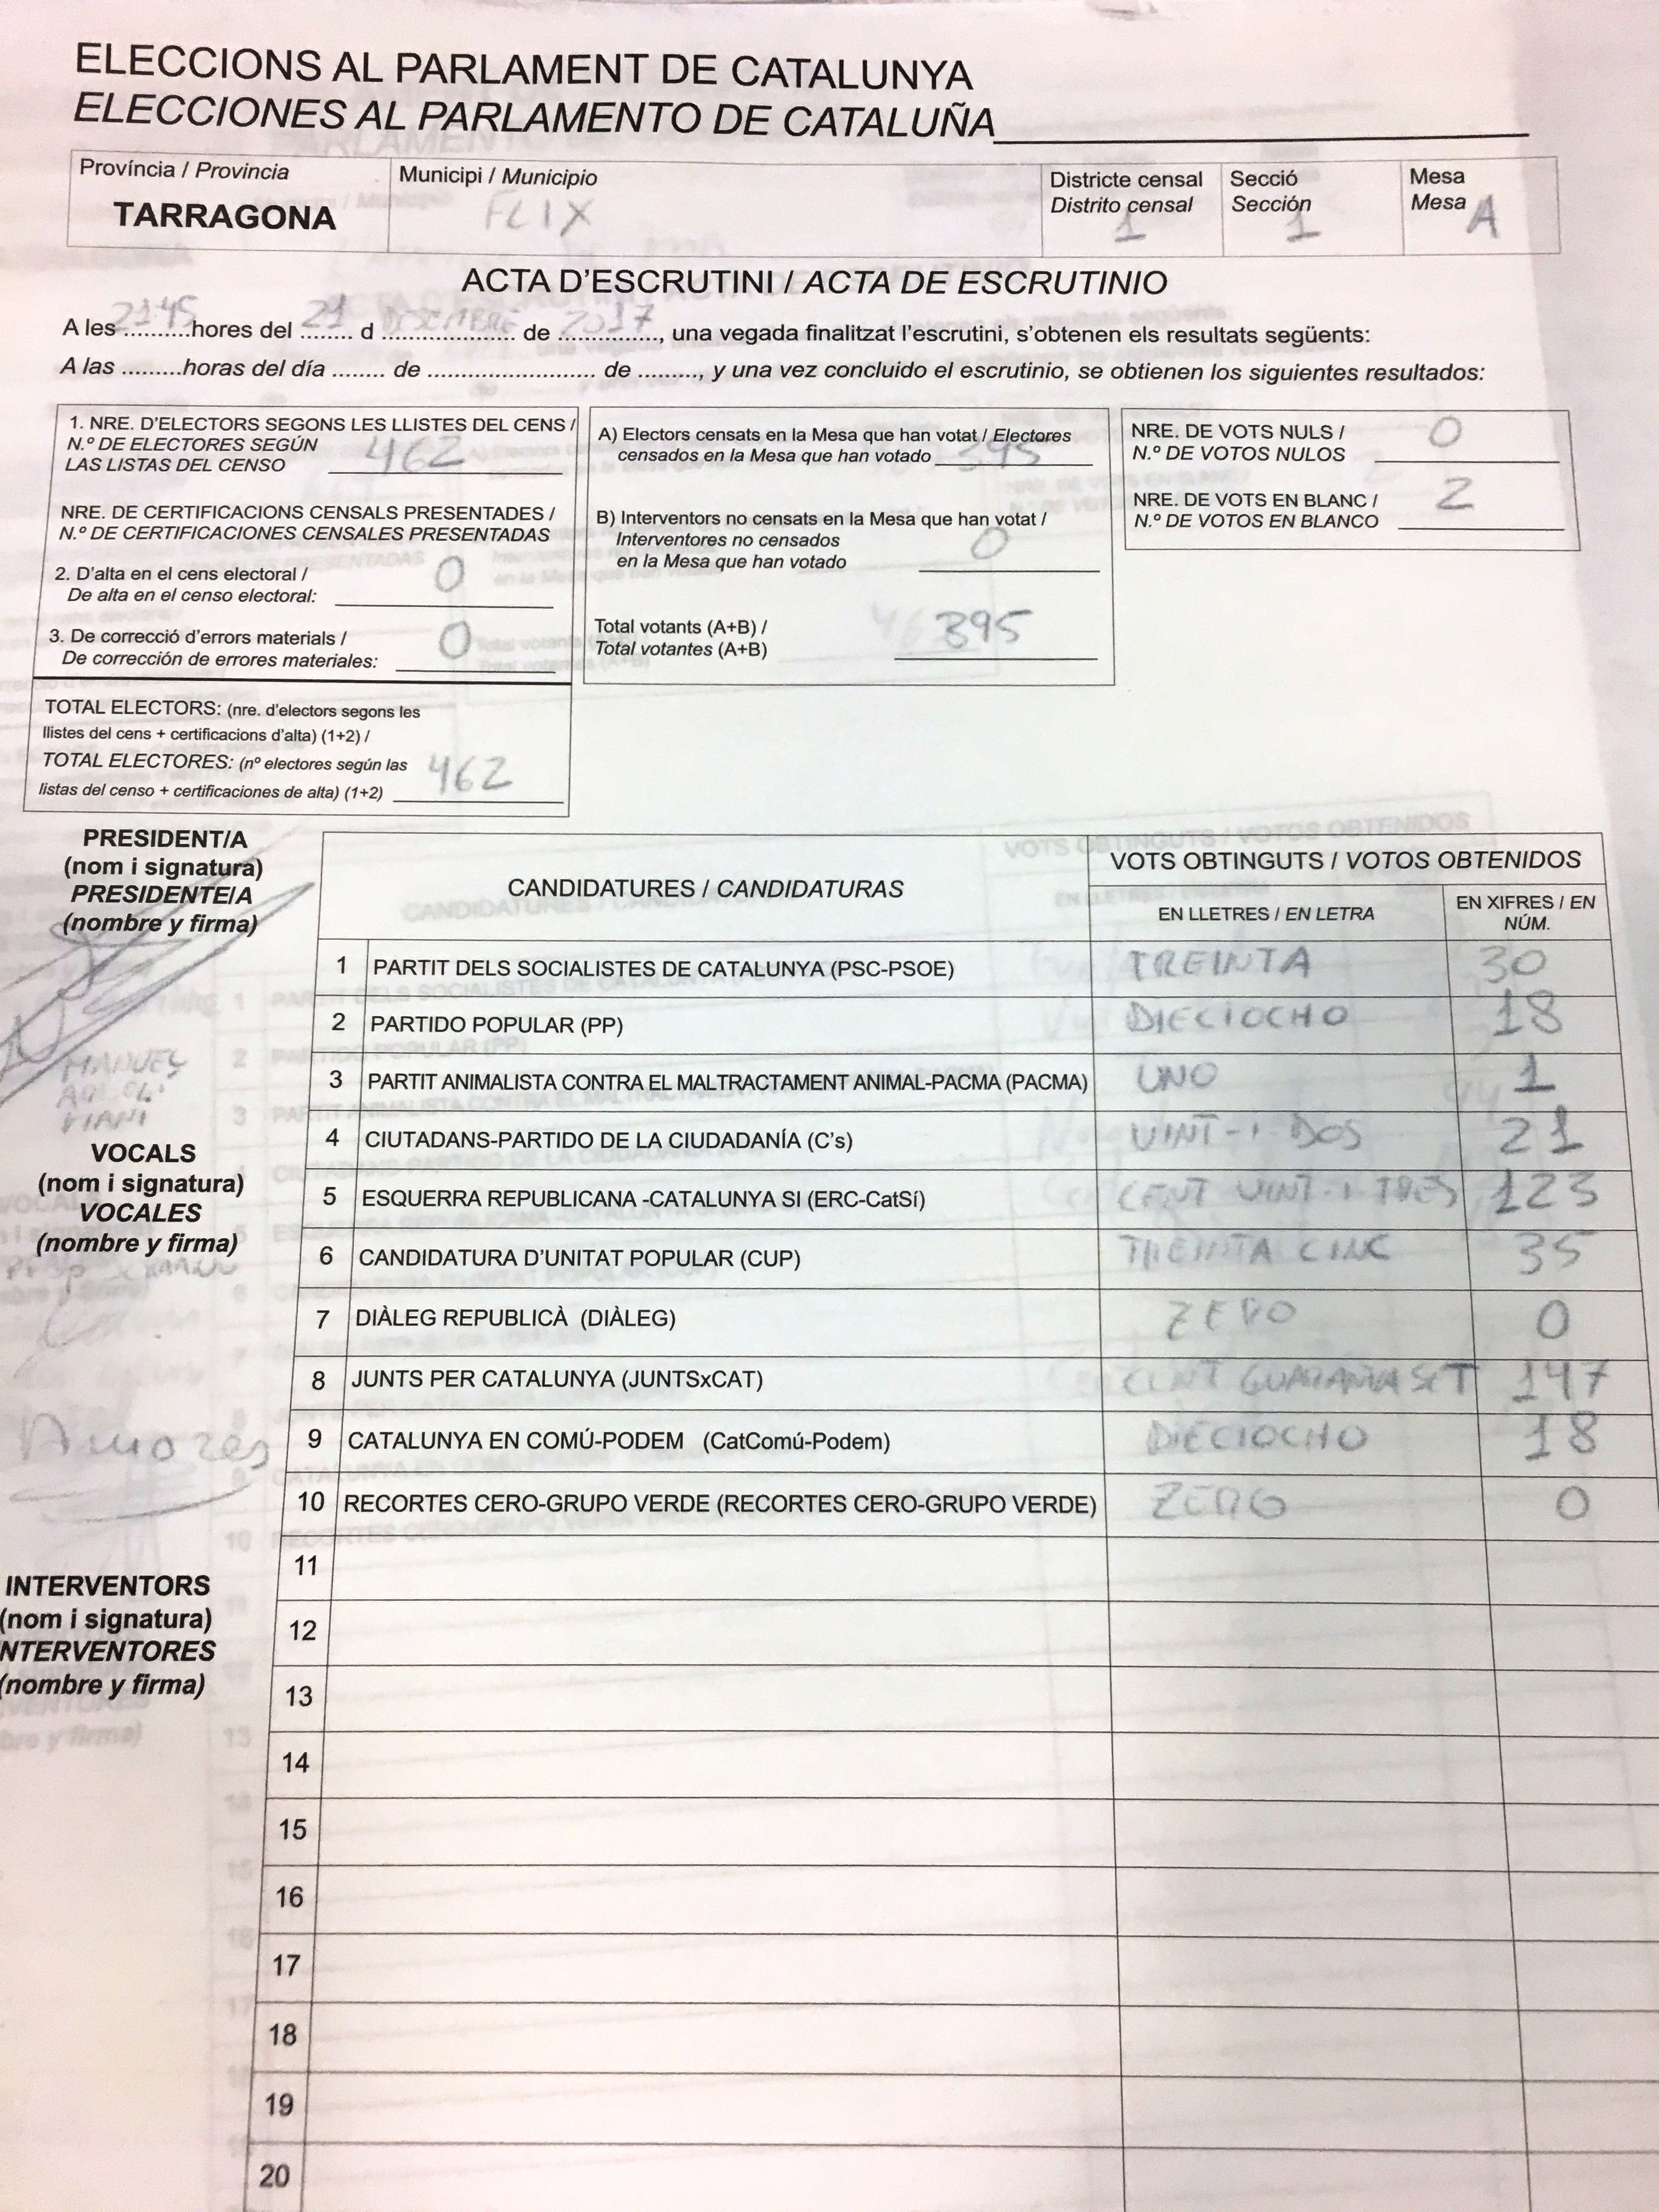 ELECCIONS AL PARLAMENT DE CATALUNYA
ELECCIONES AL PARLAMENTO DE CATALUÑA
Província / Provincia
TARRAGONA
Municipi / Municipio
FLIX
Districte censal
Distrito censal
1
Secció
Sección
1
Mesa
Mesa A
ACTA D'ESCRUTINI / ACTA DE ESCRUTINIO
A les 2145 hores del 21 d DESEMBRE de 2017, una vegada finalitzat l'escrutini, s'obtenen els resultats següents:
A las .........horas del día ........ de ........................... de ........., y una vez concluido el escrutinio, se obtienen los siguientes resultados:
1. NRE. D'ELECTORS SEGONS LES LLISTES DEL CENS /
N.º DE ELECTORES SEGÚN
LAS LISTAS DEL CENSO 462
NRE. DE CERTIFICACIONS CENSALS PRESENTADES /
N.º DE CERTIFICACIONES CENSALES PRESENTADAS
2. D'alta en el cens electoral /
De alta en el censo electoral: 0
3. De correcció d'errors materials /
De corrección de errores materiales: 0
TOTAL ELECTORS: (nre. d'electors segons les
llistes del cens + certificacions d'alta) (1+2) /
TOTAL ELECTORES: (nº electores según las
listas del censo + certificaciones de alta) (1+2) 462
A) Electors censats en la Mesa que han votat / Electores
censados en la Mesa que han votado 395
B) Interventors no censats en la Mesa que han votat /
Interventores no censados
en la Mesa que han votado 0
Total votants (A+B) /
Total votantes (A+B) 395
NRE. DE VOTS NULS /
N.º DE VOTOS NULOS 0
NRE. DE VOTS EN BLANC /
N.º DE VOTOS EN BLANCO 2
PRESIDENT/A
(nom i signatura)
PRESIDENTE/A
(nombre y firma)
MANUEL
VOCALS
(nom i signatura)
VOCALES
(nombre y firma)
Amores
INTERVENTORS
(nom i signatura)
NTERVENTORES
(nombre y firma)
CANDIDATURES / CANDIDATURAS
VOTS OBTINGUTS / VOTOS OBTENIDOS
EN LLETRES / EN LETRA
EN XIFRES / EN
NÚM.
1 PARTIT DELS SOCIALISTES DE CATALUNYA (PSC-PSOE) TREINTA 30
2 PARTIDO POPULAR (PP) DIECIOCHO 18
3 PARTIT ANIMALISTA CONTRA EL MALTRACTAMENT ANIMAL-PACMA (PACMA) UNO 1
4 CIUTADANS-PARTIDO DE LA CIUDADANÍA (C's) VINT-I-DOS 21
5 ESQUERRA REPUBLICANA -CATALUNYA SI (ERC-CatSí) CENT VINT-I-TRES 123
6 CANDIDATURA D'UNITAT POPULAR (CUP) TREINTA CINC 35
7 DIÀLEG REPUBLICÀ (DIÀLEG) ZERO 0
8 JUNTS PER CATALUNYA (JUNTSxCAT) CENT GUARANTA SET 147
9 CATALUNYA EN COMÚ-PODEM (CatComú-Podem) DIECIOCHO 18
10 RECORTES CERO-GRUPO VERDE (RECORTES CERO-GRUPO VERDE) ZERO 0
11
12
13
14
15
16
17
18
19
20